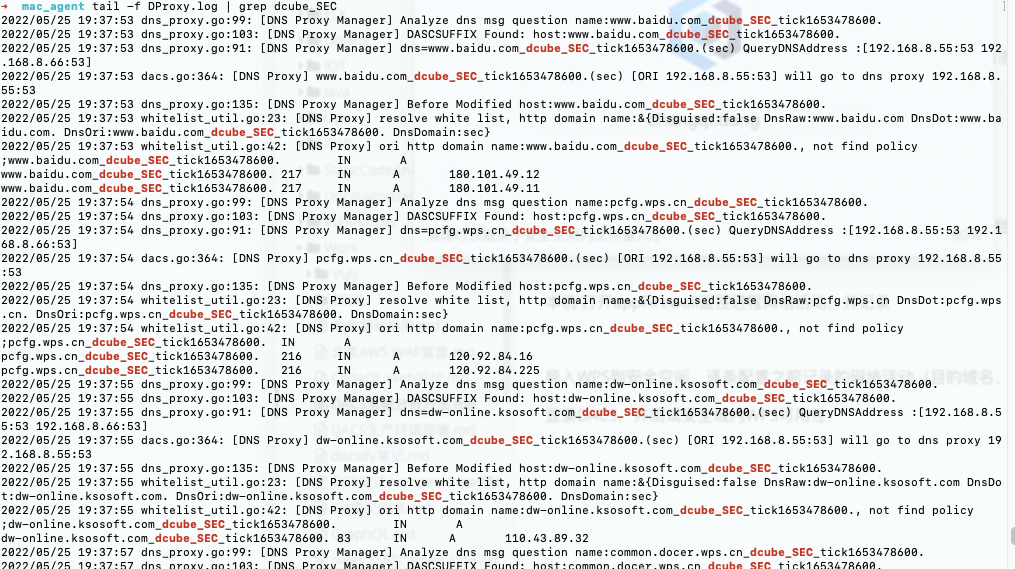 →  mac_agent tail -f DProxy.log | grep dcube_SEC
2022/05/25 19:37:53 dns_proxy.go:99: [DNS Proxy Manager] Analyze dns msg question name:www.baidu.com_dcube_SEC_tick1653478600.
2022/05/25 19:37:53 dns_proxy.go:103: [DNS Proxy Manager] DASCSUFFIX Found: host:www.baidu.com_dcube_SEC_tick1653478600.
2022/05/25 19:37:53 dns_proxy.go:91: [DNS Proxy Manager] dns=www.baidu.com_dcube_SEC_tick1653478600.(sec) QueryDNSAddress :[192.168.8.55:53 192
.168.8.66:53]
2022/05/25 19:37:53 dacs.go:364: [DNS Proxy] www.baidu.com_dcube_SEC_tick1653478600.(sec) [ORI 192.168.8.55:53] will go to dns proxy 192.168.8.
55:53
2022/05/25 19:37:53 dns_proxy.go:135: [DNS Proxy Manager] Before Modified host:www.baidu.com_dcube_SEC_tick1653478600.
2022/05/25 19:37:53 whitelist_util.go:23: [DNS Proxy] resolve white list, http domain name:&{Disguised:false DnsRaw:www.baidu.com DnsDot:www.ba
idu.com. DnsOri:www.baidu.com_dcube_SEC_tick1653478600. DnsDomain:sec}
2022/05/25 19:37:53 whitelist_util.go:42: [DNS Proxy] ori http domain name:www.baidu.com_dcube_SEC_tick1653478600., not find policy
;www.baidu.com_dcube_SEC_tick1653478600.	IN	A
www.baidu.com_dcube_SEC_tick1653478600. 217	IN	A	180.101.49.12
www.baidu.com_dcube_SEC_tick1653478600. 217	IN	A	180.101.49.11
2022/05/25 19:37:54 dns_proxy.go:99: [DNS Proxy Manager] Analyze dns msg question name:pcfg.wps.cn_dcube_SEC_tick1653478600.
2022/05/25 19:37:54 dns_proxy.go:103: [DNS Proxy Manager] DASCSUFFIX Found: host:pcfg.wps.cn_dcube_SEC_tick1653478600.
2022/05/25 19:37:54 dns_proxy.go:91: [DNS Proxy Manager] dns=pcfg.wps.cn_dcube_SEC_tick1653478600.(sec) QueryDNSAddress :[192.168.8.55:53 192.1
68.8.66:53]
2022/05/25 19:37:54 dacs.go:364: [DNS Proxy] pcfg.wps.cn_dcube_SEC_tick1653478600.(sec) [ORI 192.168.8.55:53] will go to dns proxy 192.168.8.55
:53
2022/05/25 19:37:54 dns_proxy.go:135: [DNS Proxy Manager] Before Modified host:pcfg.wps.cn_dcube_SEC_tick1653478600.
2022/05/25 19:37:54 whitelist_util.go:23: [DNS Proxy] resolve white list, http domain name:&{Disguised:false DnsRaw:pcfg.wps.cn DnsDot:pcfg.wps
.cn. DnsOri:pcfg.wps.cn_dcube_SEC_tick1653478600. DnsDomain:sec}
2022/05/25 19:37:54 whitelist_util.go:42: [DNS Proxy] ori http domain name:pcfg.wps.cn_dcube_SEC_tick1653478600., not find policy
;pcfg.wps.cn_dcube_SEC_tick1653478600.	IN	A
pcfg.wps.cn_dcube_SEC_tick1653478600.	216	IN	A	120.92.84.16
pcfg.wps.cn_dcube_SEC_tick1653478600.	216	IN	A	120.92.84.225
2022/05/25 19:37:55 dns_proxy.go:99: [DNS Proxy Manager] Analyze dns msg question name:dw-online.ksosoft.com_dcube_SEC_tick1653478600.
2022/05/25 19:37:55 dns_proxy.go:103: [DNS Proxy Manager] DASCSUFFIX Found: host:dw-online.ksosoft.com_dcube_SEC_tick1653478600.
2022/05/25 19:37:55 dns_proxy.go:91: [DNS Proxy Manager] dns=dw-online.ksosoft.com_dcube_SEC_tick1653478600.(sec) QueryDNSAddress :[192.168.8.5
5:53 192.168.8.66:53]
2022/05/25 19:37:55 dacs.go:364: [DNS Proxy] dw-online.ksosoft.com_dcube_SEC_tick1653478600.(sec) [ORI 192.168.8.55:53] will go to dns proxy 19
2.168.8.55:53
2022/05/25 19:37:55 dns_proxy.go:135: [DNS Proxy Manager] Before Modified host:dw-online.ksosoft.com_dcube_SEC_tick1653478600.
2022/05/25 19:37:55 whitelist_util.go:23: [DNS Proxy] resolve white list, http domain name:&{Disguised:false DnsRaw:dw-online.ksosoft.com DnsDo
t:dw-online.ksosoft.com. DnsOri:dw-online.ksosoft.com_dcube_SEC_tick1653478600. DnsDomain:sec}
2022/05/25 19:37:55 whitelist_util.go:42: [DNS Proxy] ori http domain name:dw-online.ksosoft.com_dcube_SEC_tick1653478600., not find policy
;dw-online.ksosoft.com_dcube_SEC_tick1653478600.	IN	A
dw-online.ksosoft.com_dcube_SEC_tick1653478600. 83	IN	A	110.43.89.32
2022/05/25 19:37:57 dns_proxy.go:99: [DNS Proxy Manager] Analyze dns msg question name:common.docer.wps.cn_dcube_SEC_tick1653478600.
2022/05/25 19:37:57 dns_proxy.go:103: [DNS Proxy Manager] DASCSUFFIX Found: host:common.docer.wps.cn_dcube_SEC_tick1653478600.